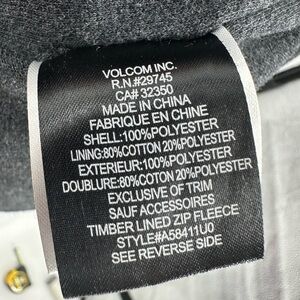 VOLCOM INC.
R.N.#29745
CA# 32350
MADE IN CHINA
FABRIQUE EN CHINE
SHELL:100%POLYESTER
LINING:80%COTTON 20%POLYESTER
EXTERIEUR:100%POLYESTER
DOUBLURE:80%COTON 20%POLYESTER
EXCLUSIVE OF TRIM
SAUF ACCESSOIRES
TIMBER LINED ZIP FLEECE
STYLE#A58411U0
SEE REVERSE SIDE